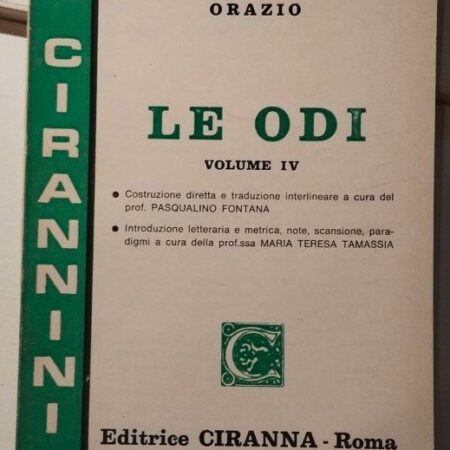 CIRANNINI
ORAZIO
LE ODI
VOLUME IV
● Costruzione diretta e traduzione interlineare a cura del
prof. PASQUALINO FONTANA
● Introduzione letteraria e metrica, note, scansione, para-
digmi a cura della prof.ssa MARIA TERESA TAMASSIA
C
Editrice CIRANNA - Roma